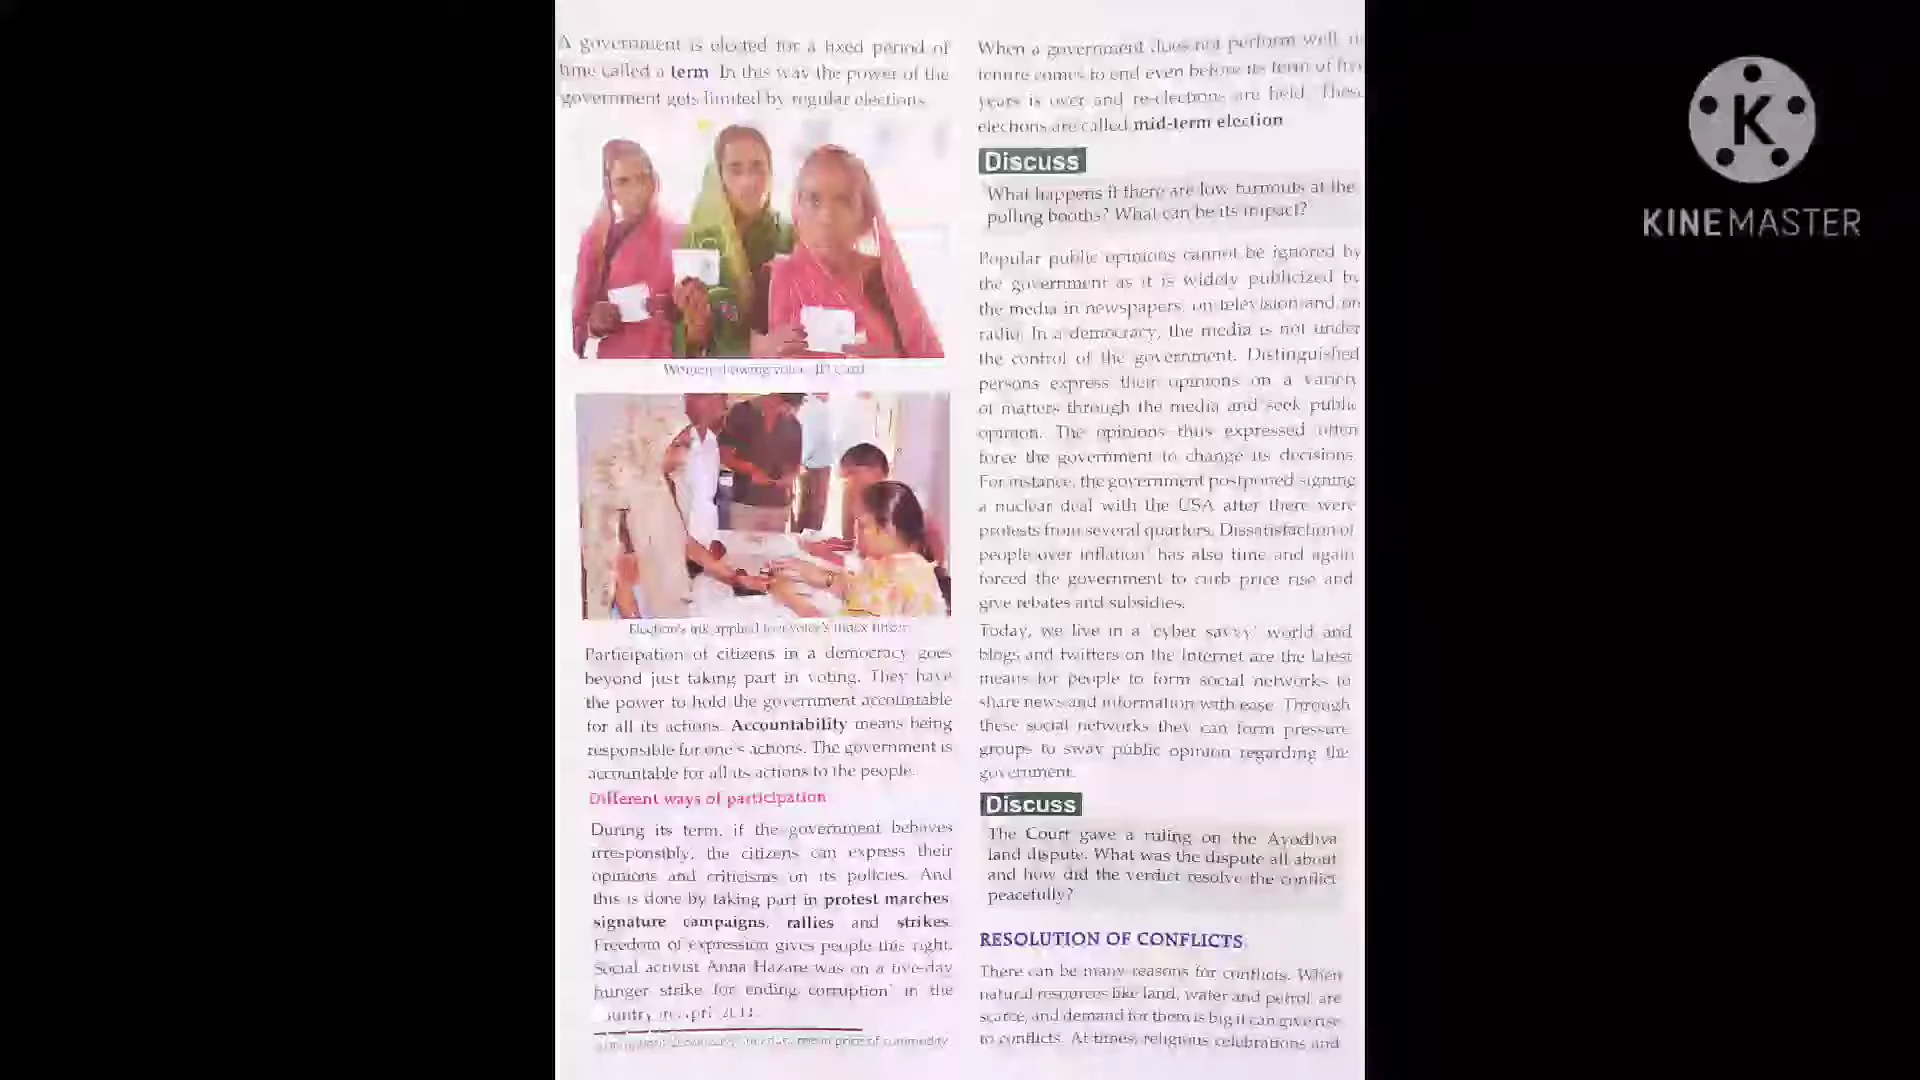 A government is elected for a fixed period of
time called a term. In this way the power of the
government gets limited by regular elections.
Women showing voter ID Card
Election's ink applied voter's index finger
Participation of citizens in a democracy goes
beyond just taking part in voting. They have
the power to hold the government accountable
for all its actions. Accountability means being
responsible for one's actions. The government is
accountable for all its actions to the people.
Different ways of participation
During its term, if the government behaves
irresponsibly, the citizens can express their
opinions and criticisms on its policies. And
this is done by taking part in protest marches,
signature campaigns, rallies and strikes.
Freedom of expression gives people this right.
Social activist Anna Hazare was on a five-day
hunger strike for ending corruption* in the
country in April 2011.
price of commodity
When a government does not perform well, its
tenure comes to end even before its term of five
years is over and re-elections are held. These
elections are called mid-term election
Discuss
What happens if there are low turnouts at the
polling booths? What can be its impact?
Popular public opinions cannot be ignored by
the government as it is widely publicized by
the media in newspapers, on television and on
radio. In a democracy, the media is not under
the control of the government. Distinguished
persons express their opinions on a variety
of matters through the media and seek public
opinion. The opinions thus expressed often
force the government to change its decisions.
For instance, the government postponed signing
a nuclear deal with the USA after there were
protests from several quarters. Dissatisfaction of
people over inflation* has also time and again
forced the government to curb price rise and
give rebates and subsidies.
Today, we live in a 'cyber savvy' world and
blogs and twitters on the Internet are the latest
means for people to form social networks to
share news and information with ease. Through
these social networks they can form pressure
groups to sway public opinion regarding the
government.
Discuss
The Court gave a ruling on the Ayodhya
land dispute. What was the dispute all about
and how did the verdict resolve the conflict
peacefully?
RESOLUTION OF CONFLICTS
There can be many reasons for conflicts. When
natural resources like land, water and petrol are
scarce, and demand for them is big it can give rise
to conflicts. At times, religious celebrations and
K
KINEMASTER